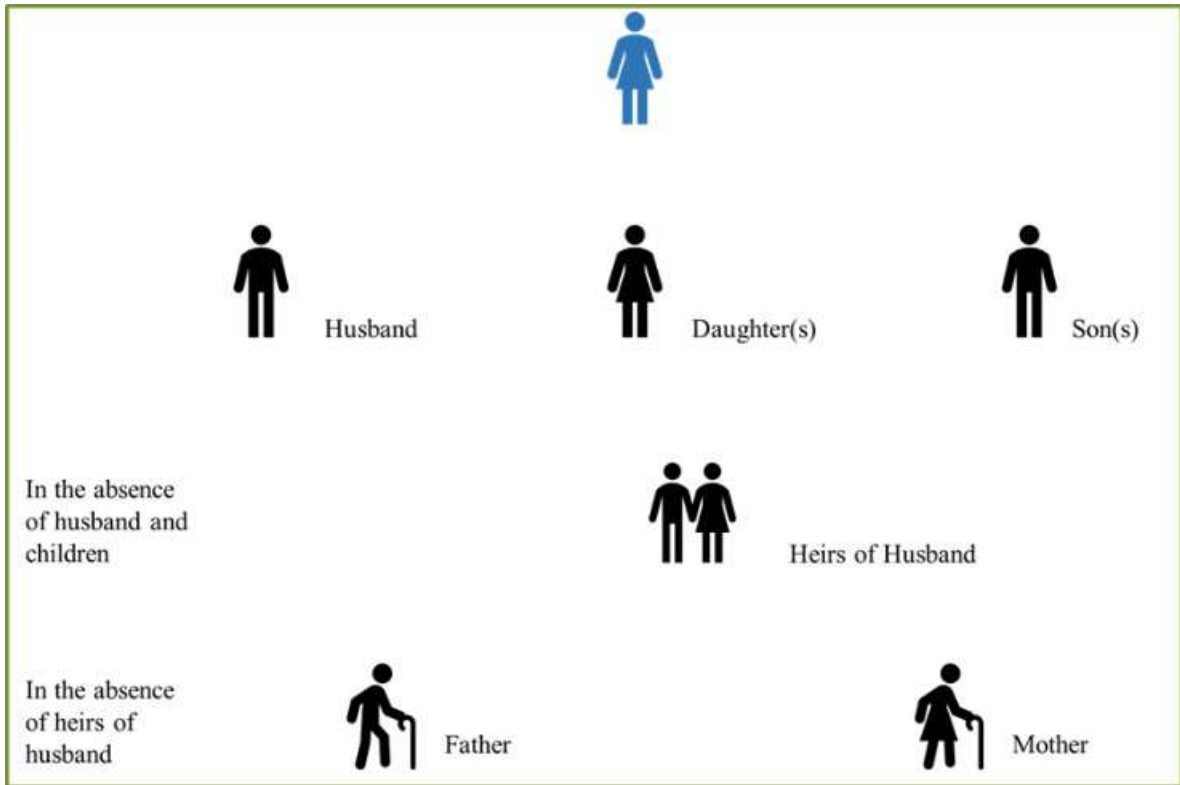 Husband
Daughter(s)
Son(s)
In the absence
of husband and
children
Heirs of Husband
In the absence
of heirs of
husband
Father
Mother